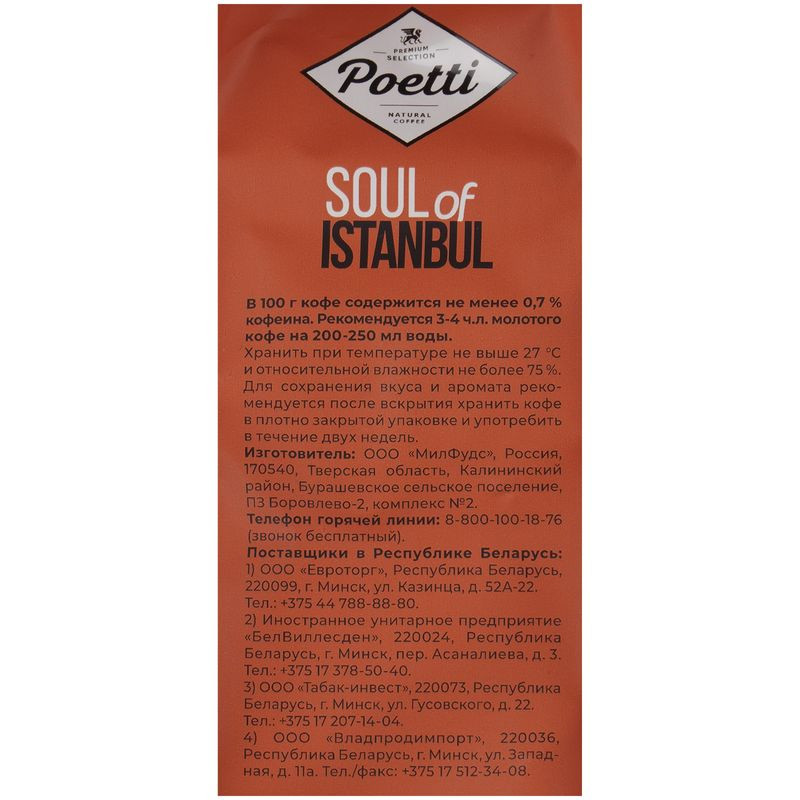 PREMIUM
SELECTION
Poetti
NATURAL
COFFEE
SOUL of
ISTANBUL
В 100 г кофе содержится не менее 0,7 %
кофеина. Рекомендуется 3-4 ч.л. молотого
кофе на 200-250 мл воды.
Хранить при температуре не выше 27 °С
и относительной влажности не более 75 %.
Для сохранения вкуса и аромата реко-
мендуется после вскрытия хранить кофе
в плотно закрытой упаковке и употребить
в течение двух недель.
Изготовитель: ООО «МилФудс», Россия,
170540, Тверская область, Калининский
район, Бурашевское сельское поселение,
ПЗ Боровлево-2, комплекс №2.
Телефон горячей линии: 8-800-100-18-76
(звонок бесплатный).
Поставщики в Республике Беларусь:
1) ООО «Евроторг», Республика Беларусь,
220099, г. Минск, ул. Казинца, д. 52А-22.
Тел.: +375 44 788-88-80.
2) Иностранное унитарное предприятие
«БелВиллесден», 220024, Республика
Беларусь, г. Минск, пер. Асаналиева, д. 3.
Тел.: +375 17 378-50-40.
3) ООО «Табак-инвест», 220073, Республика
Беларусь, г. Минск, ул. Гусовского, д. 22.
Тел.: +375 17 207-14-04.
4) ООО «Владпродимпорт», 220036,
Республика Беларусь, г. Минск, ул. Запад-
ная, д. 11а. Тел./факс: +375 17 512-34-08.